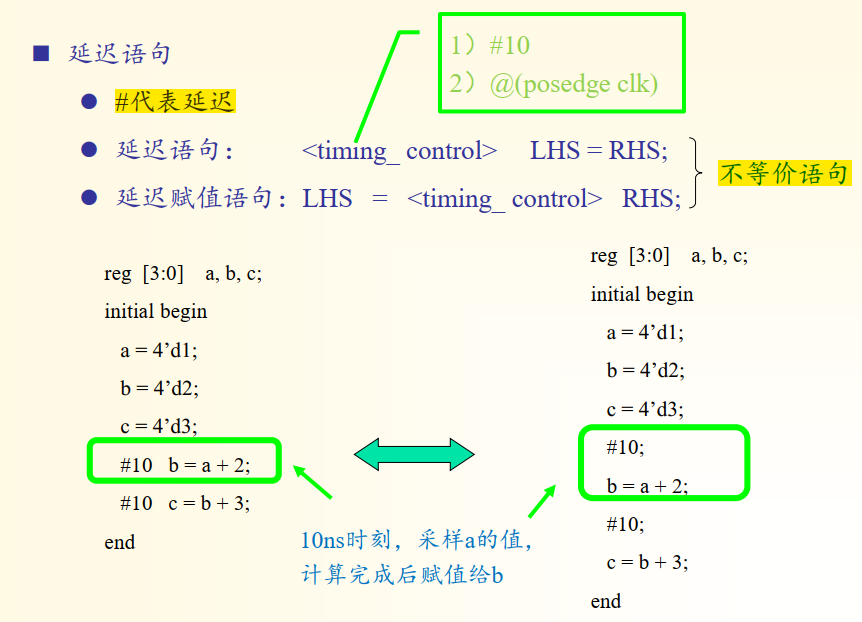 延迟语句
1）#10
2）@(posedge clk)
#代表延迟
延迟语句： <timing_ control> LHS = RHS;
延迟赋值语句：LHS = <timing_ control> RHS;
不等价语句
reg [3:0] a, b, c;
initial begin
a = 4’d1;
b = 4’d2;
c = 4’d3;
#10 b = a + 2;
#10 c = b + 3;
end
10ns时刻，采样a的值，
计算完成后赋值给b
reg [3:0] a, b, c;
initial begin
a = 4’d1;
b = 4’d2;
c = 4’d3;
#10;
b = a + 2;
#10;
c = b + 3;
end